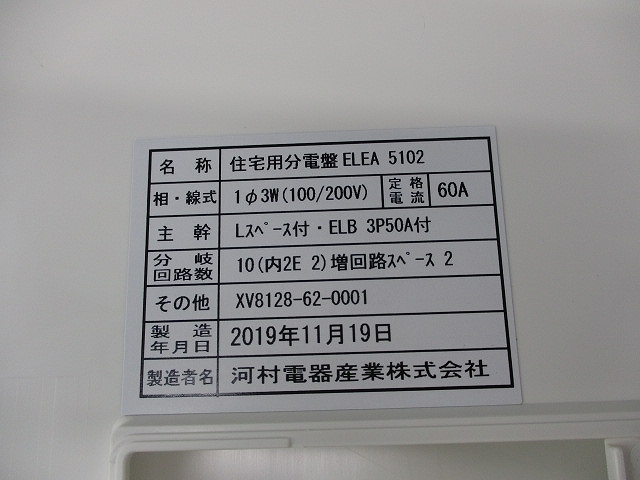 名称 住宅用分電盤 ELEA 5102
相・線式 1φ3W(100/200V) 定格電流 60A
主幹 Lｽﾍﾟｰｽ付・ELB 3P50A付
分岐回路数 10(内2E 2)増回路ｽﾍﾟｰｽ 2
その他 XV8128-62-0001
製造年月日 2019年11月19日
製造者名 河村電器産業株式会社